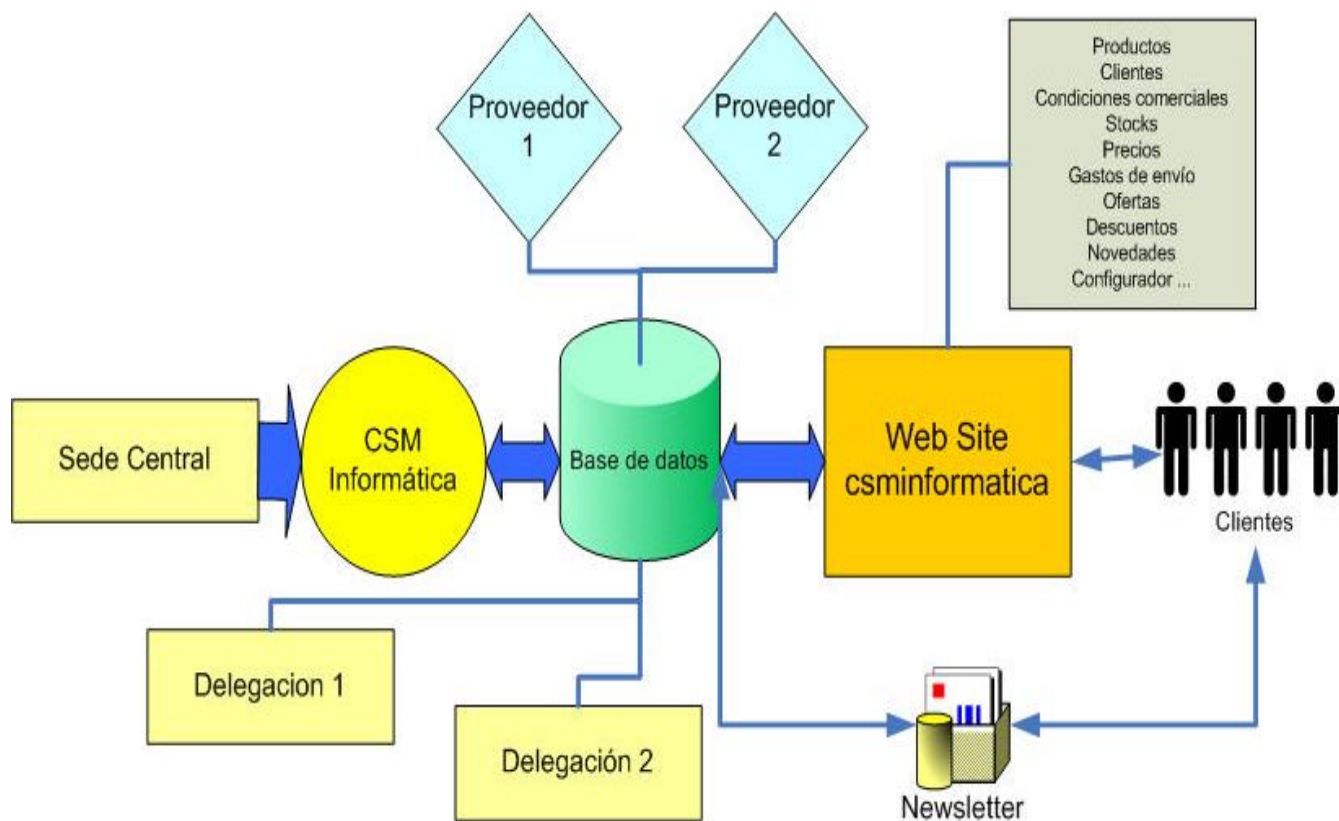 Proveedor
1
Proveedor
2
Productos
Clientes
Condiciones comerciales
Stocks
Precios
Gastos de envío
Ofertas
Descuentos
Novedades
Configurador ...
Sede Central
CSM
Informática
Base de datos
Web Site
csminformatica
Clientes
Delegacion 1
Delegación 2
Newsletter